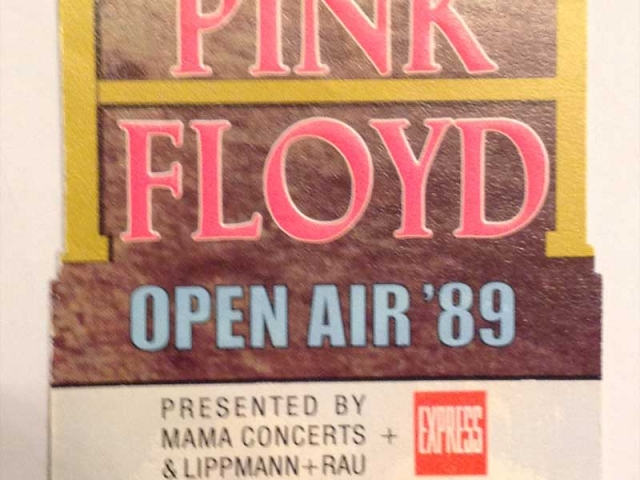 PINK
FLOYD
OPEN AIR '89
PRESENTED BY
MAMA CONCERTS +
& LIPPMANN+RAU
EXPRESS